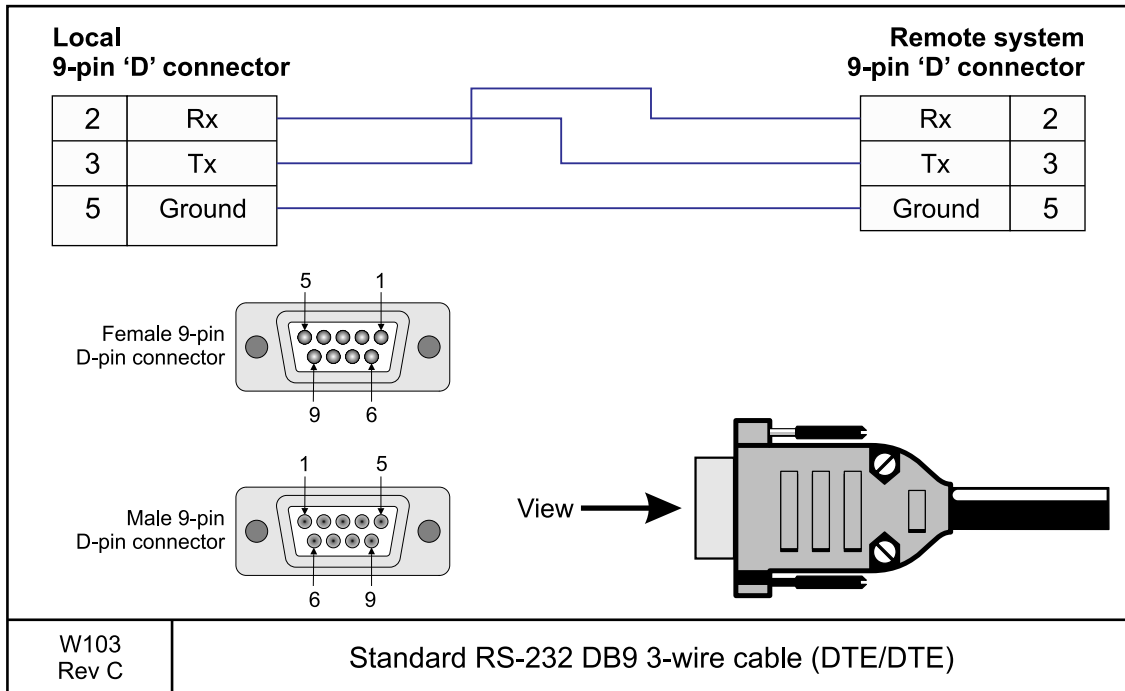 Local
9-pin ‘D’ connector
Remote system
9-pin ‘D’ connector
2 Rx
Rx 2
3 Tx
Tx 3
5 Ground
Ground 5
5 1
Female 9-pin
D-pin connector
9 6
1 5
Male 9-pin
D-pin connector
6 9
View
W103
Rev C
Standard RS-232 DB9 3-wire cable (DTE/DTE)